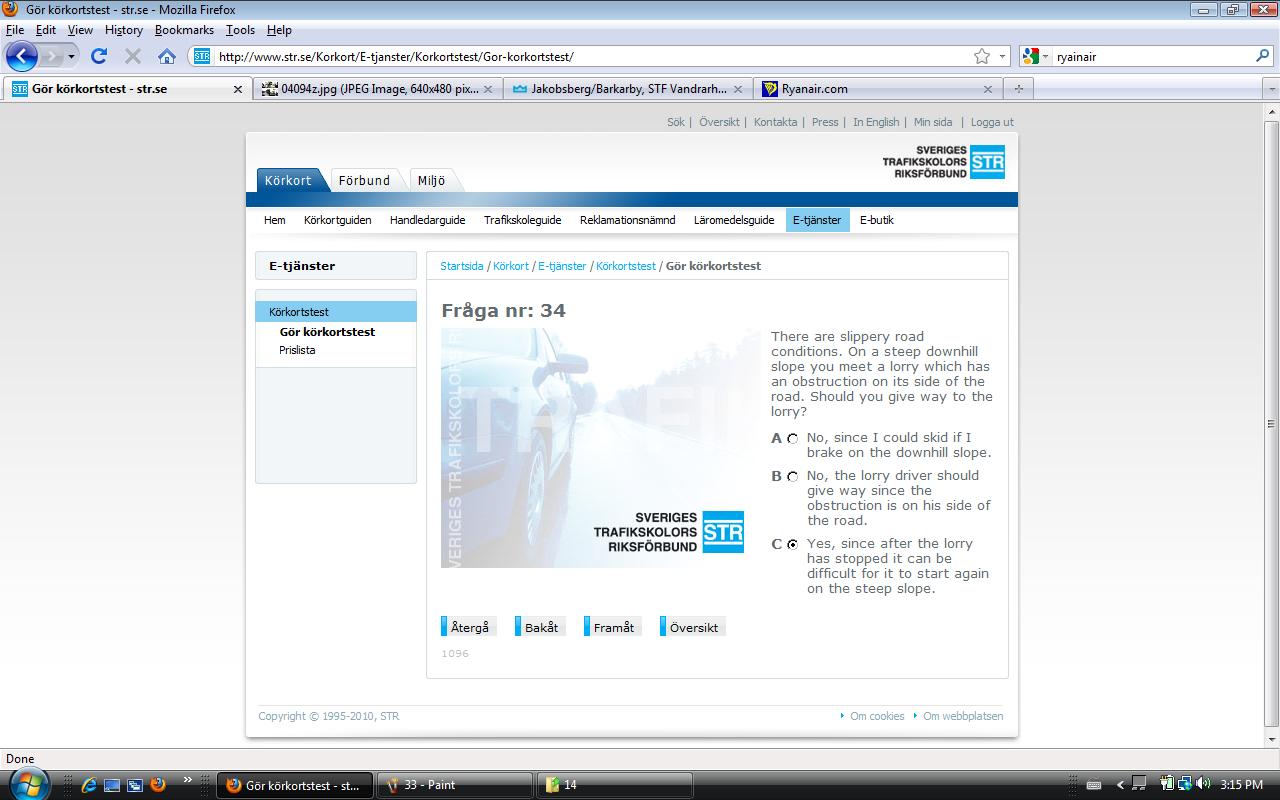 Gör körkortstest - str.se - Mozilla Firefox
File Edit View History Bookmarks Tools Help
STR http://www.str.se/Korkort/E-tjanster/Korkortstest/Gor-korkortstest/ ryainair
STR Gör körkortstest - str.se 04094z.jpg (JPEG Image, 640x480 pix... Jakobsberg/Barkarby, STF Vandrarh... Ryanair.com
Sök | Översikt | Kontakta | Press | In English | Min sida | Logga ut
SVERIGES
TRAFIKSKOLORS
RIKSFÖRBUND
STR
Körkort Förbund Miljö
Hem Körkortguiden Handledarguide Trafikskoleguide Reklamationsnämnd Läromedelsguide E-tjänster E-butik
E-tjänster
Körkortstest
Gör körkortstest
Prislista
Startsida / Körkort / E-tjänster / Körkortstest / Gör körkortstest
Fråga nr: 34
VERIGES TRAFIKSKOLORS R
TRAFI
SVERIGES
TRAFIKSKOLORS
RIKSFÖRBUND
STR
There are slippery road
conditions. On a steep downhill
slope you meet a lorry which has
an obstruction on its side of the
road. Should you give way to the
lorry?
A No, since I could skid if I
brake on the downhill slope.
B No, the lorry driver should
give way since the
obstruction is on his side of
the road.
C Yes, since after the lorry
has stopped it can be
difficult for it to start again
on the steep slope.
Återgå Bakåt Framåt Översikt
1096
Copyright © 1995-2010, STR Om cookies Om webbplatsen
Done
» Gör körkortstest - st... 33 - Paint 14 3:15 PM